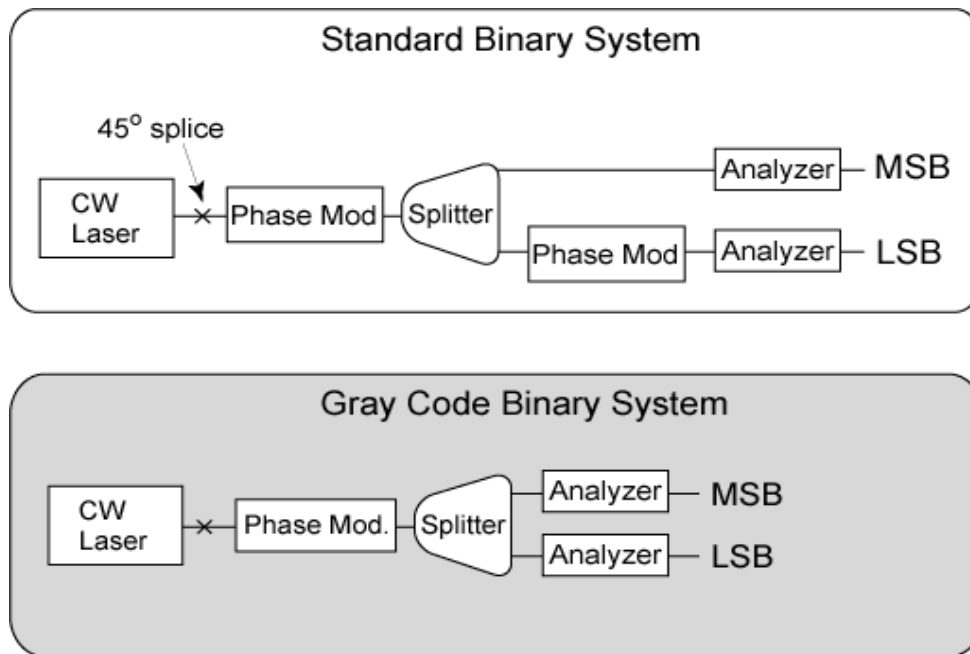 Standard Binary System
45° splice
CW
Laser
Phase Mod
Splitter
Analyzer
MSB
Phase Mod
Analyzer
LSB
Gray Code Binary System
CW
Laser
Phase Mod.
Splitter
Analyzer
MSB
Analyzer
LSB